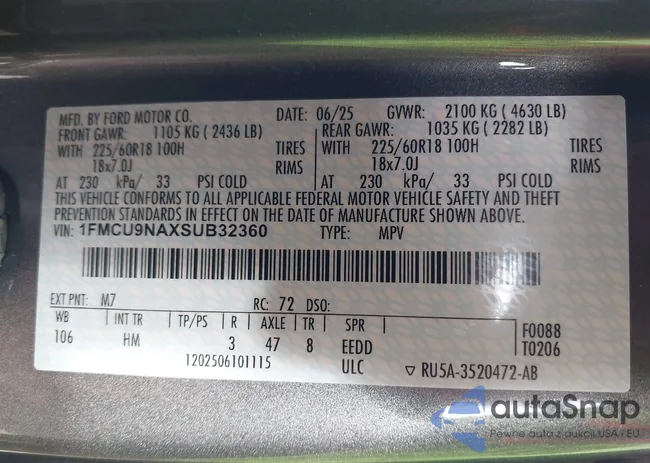 MFD. BY FORD MOTOR CO. DATE: 06/25 GVWR: 2100 KG ( 4630 LB)
FRONT GAWR: 1105 KG ( 2436 LB) REAR GAWR: 1035 KG ( 2282 LB)
WITH 225/60R18 100H TIRES WITH 225/60R18 100H TIRES
18x7.0J RIMS 18x7.0J RIMS
AT 230 kPa/ 33 PSI COLD AT 230 kPa/ 33 PSI COLD
THIS VEHICLE CONFORMS TO ALL APPLICABLE FEDERAL MOTOR VEHICLE SAFETY AND THEFT
PREVENTION STANDARDS IN EFFECT ON THE DATE OF MANUFACTURE SHOWN ABOVE.
VIN: 1FMCU9NAXSUB32360 TYPE: MPV
EXT PNT: M7 RC: 72 DSO:
WB INT TR TP/PS R AXLE TR SPR F0088
106 HM 3 47 8 EEDD T0206
1202506101115 ULC ▽ RU5A-3520472-AB
autaSnap
Pewne auta z aukcji USA i EU